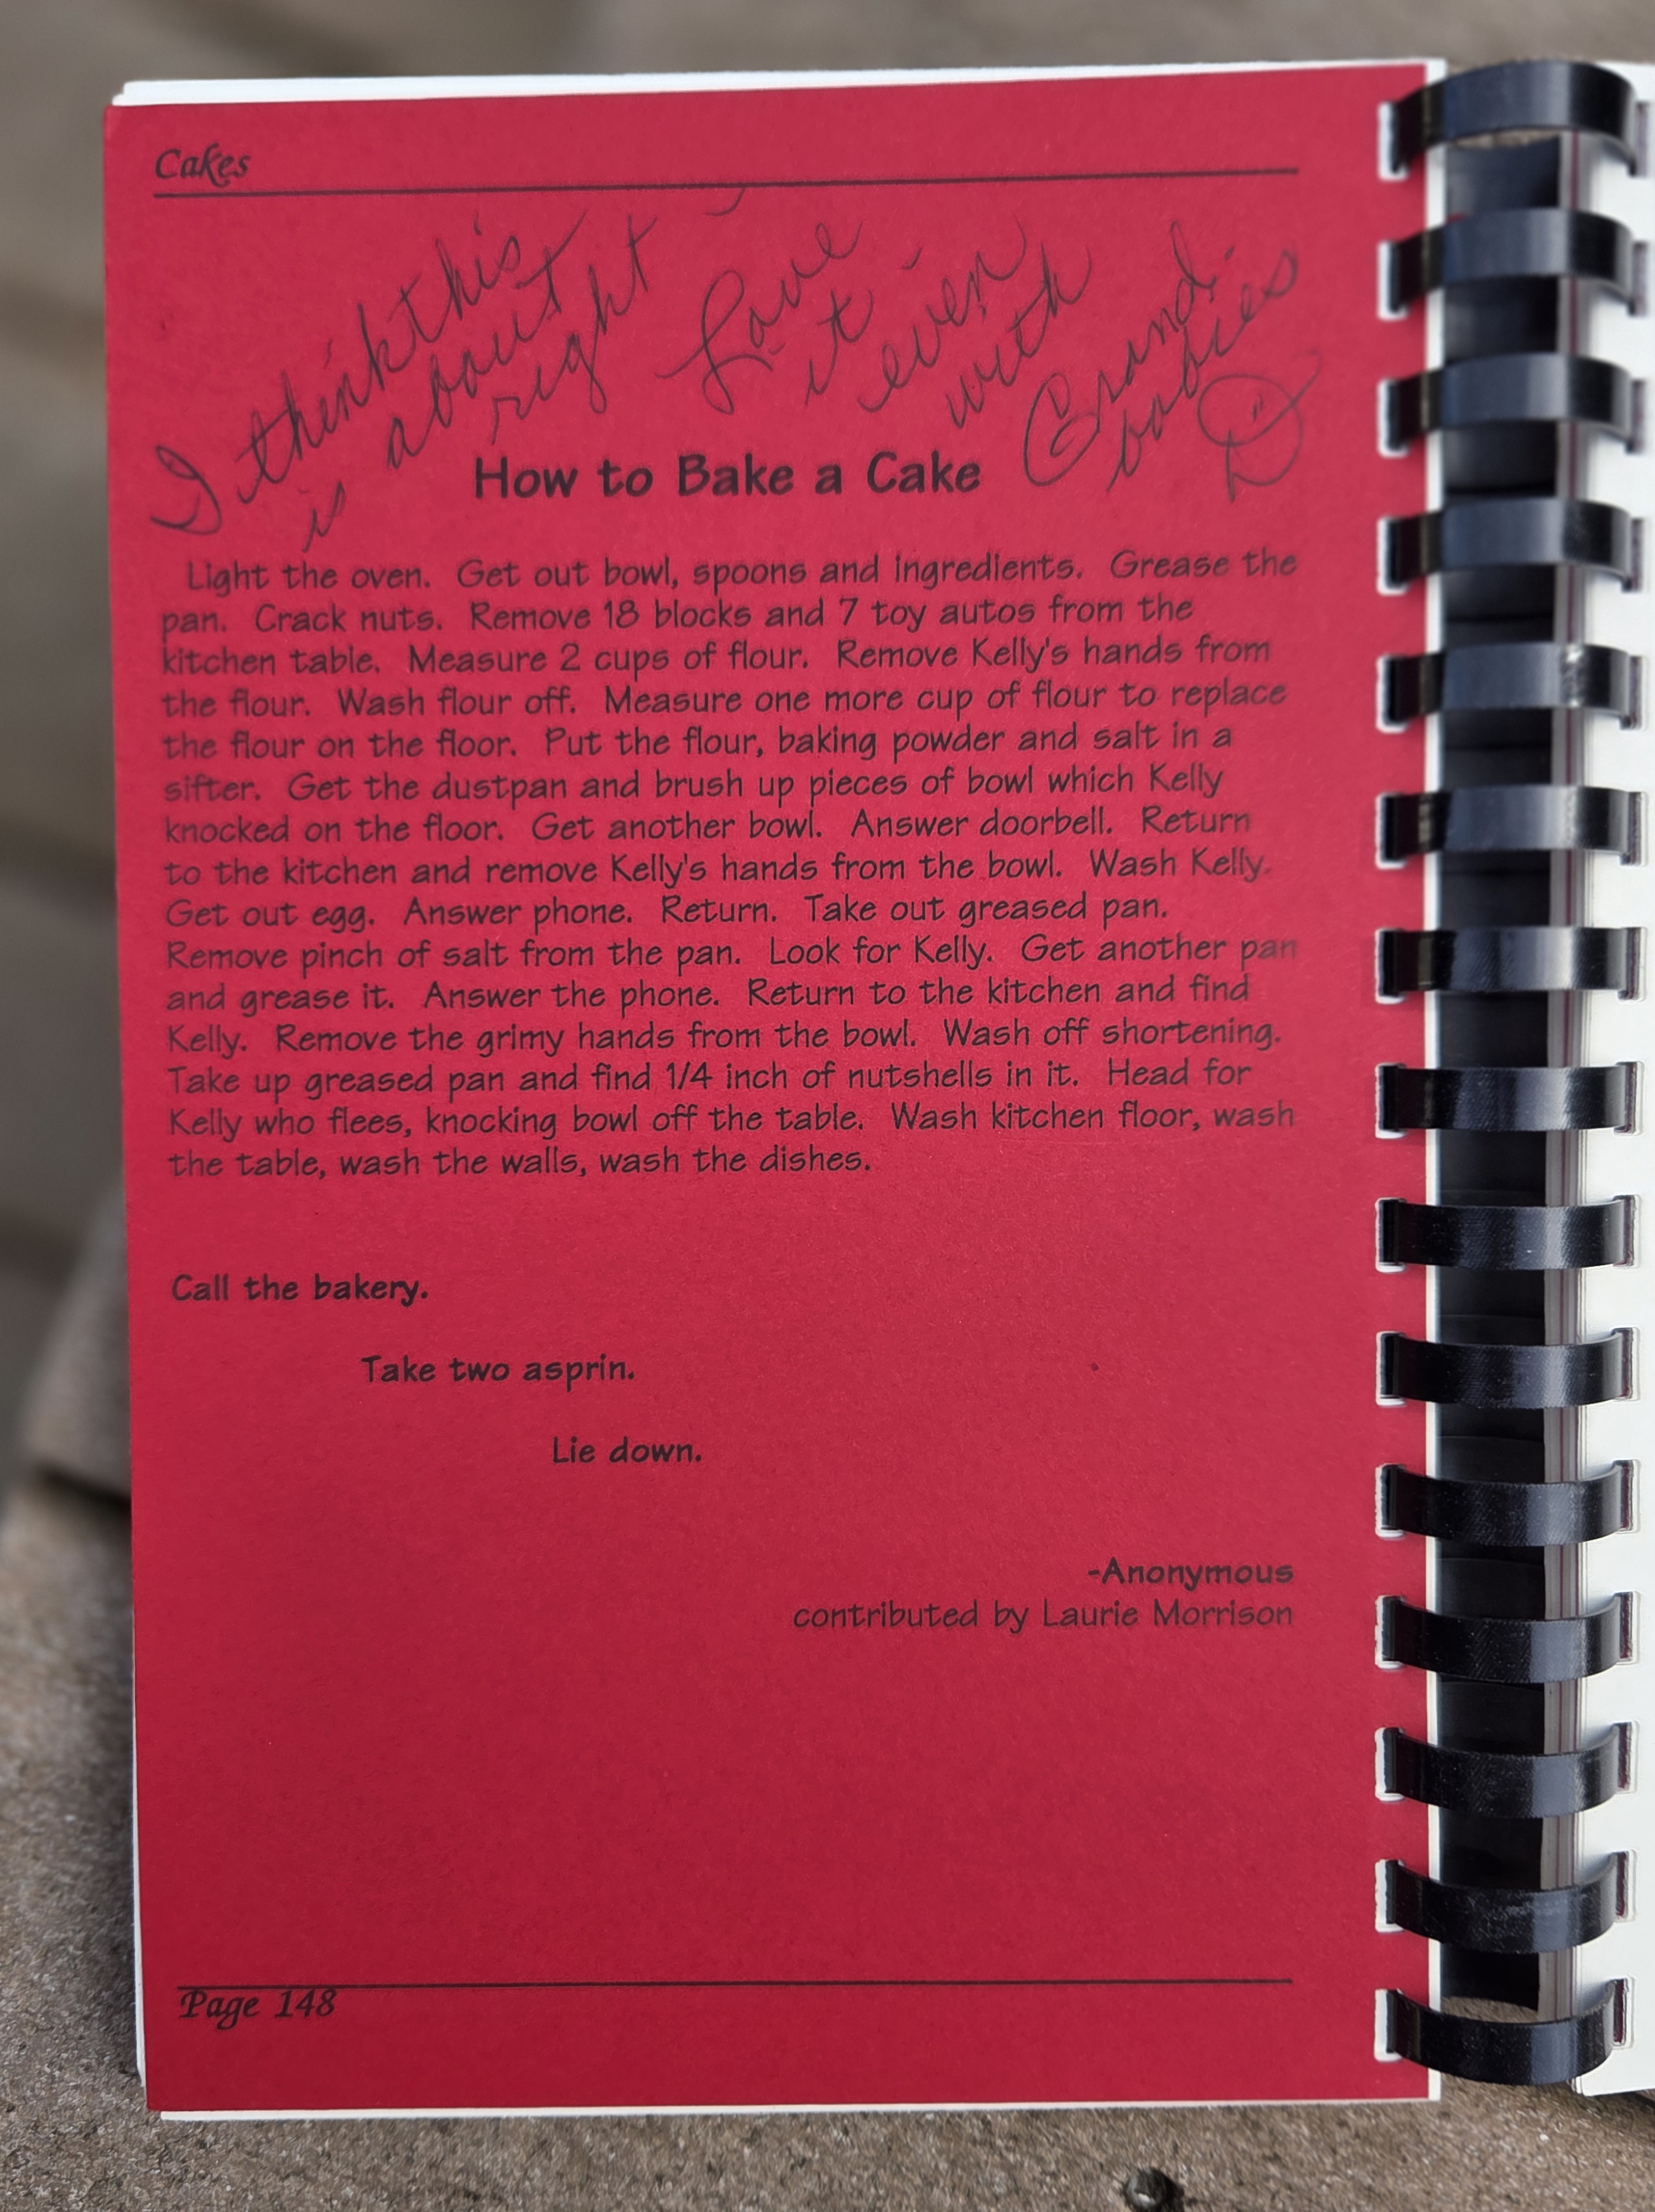 Cakes
I think this
is about
right
Love
it
even
with
Grand-
babies
How to Bake a Cake
Light the oven.  Get out bowl, spoons and ingredients.  Grease the
pan.  Crack nuts.  Remove 18 blocks and 7 toy autos from the
kitchen table.  Measure 2 cups of flour.  Remove Kelly's hands from
the flour.  Wash flour off.  Measure one more cup of flour to replace
the flour on the floor.  Put the flour, baking powder and salt in a
sifter.  Get the dustpan and brush up pieces of bowl which Kelly
knocked on the floor.  Get another bowl.  Answer doorbell.  Return
to the kitchen and remove Kelly's hands from the bowl.  Wash Kelly.
Get out egg.  Answer phone.  Return.  Take out greased pan.
Remove pinch of salt from the pan.  Look for Kelly.  Get another pan
and grease it.  Answer the phone.  Return to the kitchen and find
Kelly.  Remove the grimy hands from the bowl.  Wash off shortening.
Take up greased pan and find 1/4 inch of nutshells in it.  Head for
Kelly who flees, knocking bowl off the table.  Wash kitchen floor, wash
the table, wash the walls, wash the dishes.
Call the bakery.
Take two asprin.
Lie down.
-Anonymous
contributed by Laurie Morrison
Page 148